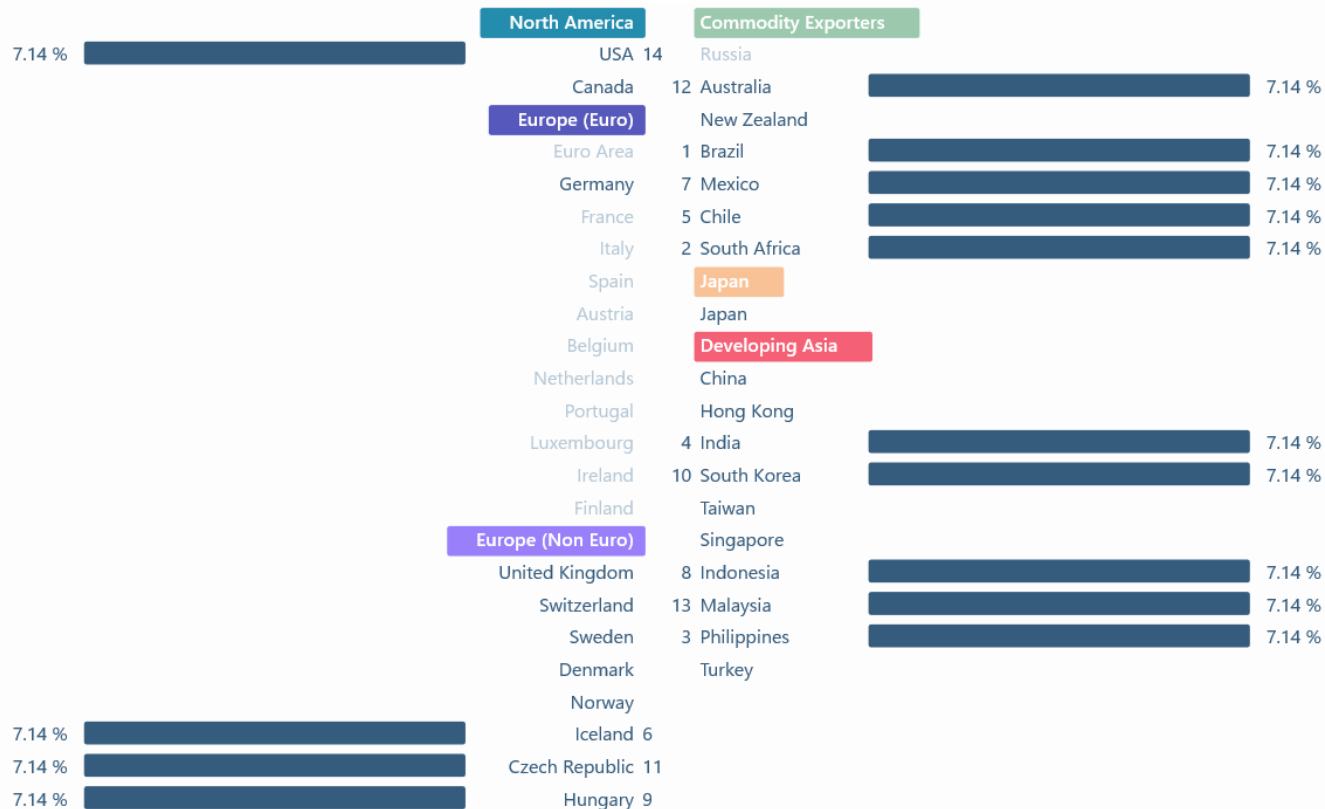 North America
7.14 % USA 14
Canada
Europe (Euro)
Euro Area
Germany
France
Italy
Spain
Austria
Belgium
Netherlands
Portugal
Luxembourg
Ireland
Finland
Europe (Non Euro)
United Kingdom
Switzerland
Sweden
Denmark
Norway
7.14 % Iceland 6
7.14 % Czech Republic 11
7.14 % Hungary 9
Commodity Exporters
Russia
12 Australia 7.14 %
New Zealand
1 Brazil 7.14 %
7 Mexico 7.14 %
5 Chile 7.14 %
2 South Africa 7.14 %
Japan
Japan
Developing Asia
China
Hong Kong
4 India 7.14 %
10 South Korea 7.14 %
Taiwan
Singapore
8 Indonesia 7.14 %
13 Malaysia 7.14 %
3 Philippines 7.14 %
Turkey